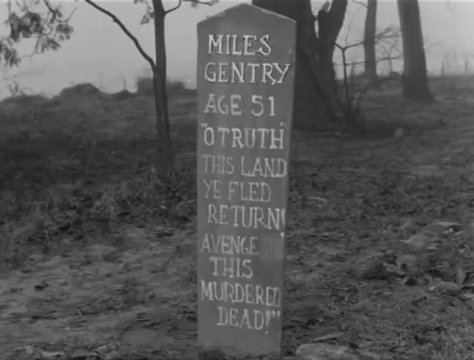 MILES
GENTRY
AGE 51
"O TRUTH
THIS LAND
YE FLED
RETURN!
AVENGE
THIS
MURDERED
DEAD!"